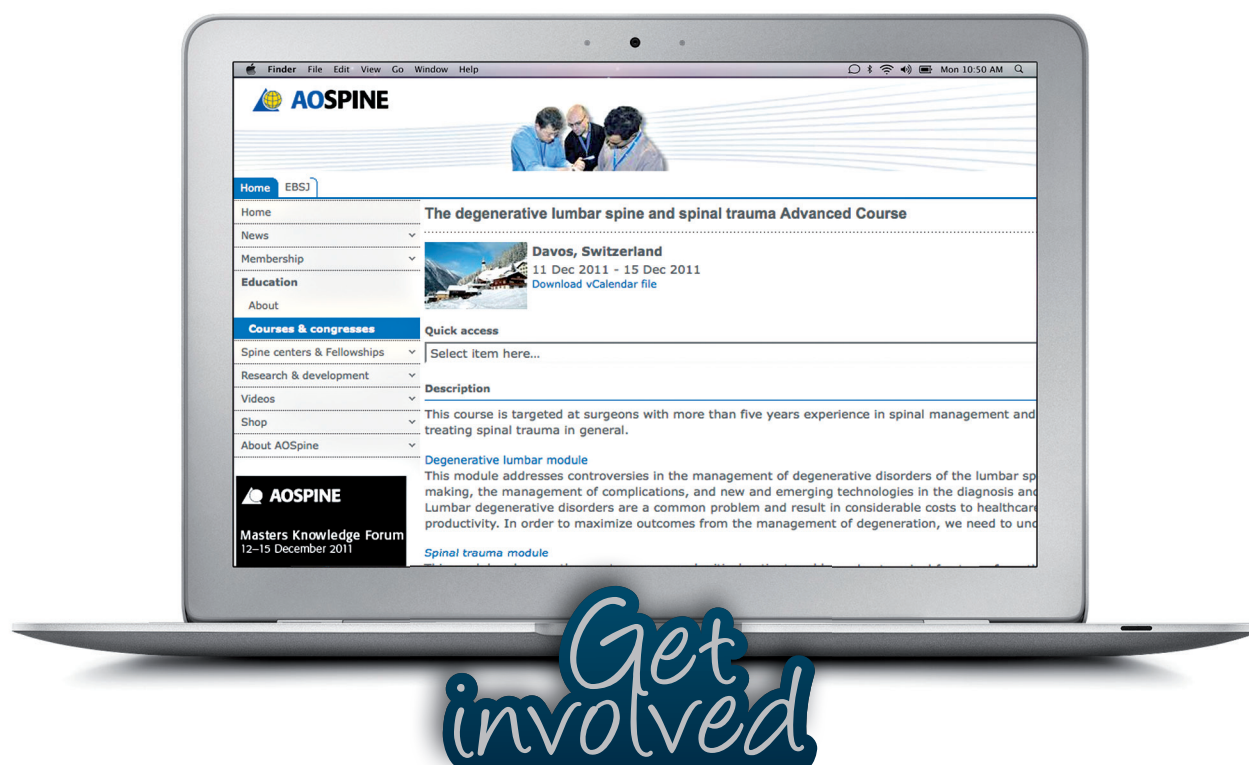 Finder File Edit View Go Window Help Mon 10:50 AM
AOSPINE
Home EBSJ
Home
News
Membership
Education
About
Courses & congresses
Spine centers & Fellowships
Research & development
Videos
Shop
About AOSpine
AOSPINE
Masters Knowledge Forum
12–15 December 2011
The degenerative lumbar spine and spinal trauma Advanced Course
Davos, Switzerland
11 Dec 2011 - 15 Dec 2011
Download vCalendar file
Quick access
Select item here...
Description
This course is targeted at surgeons with more than five years experience in spinal management and
treating spinal trauma in general.
Degenerative lumbar module
This module addresses controversies in the management of degenerative disorders of the lumbar sp
making, the management of complications, and new and emerging technologies in the diagnosis and
Lumbar degenerative disorders are a common problem and result in considerable costs to healthcare
productivity. In order to maximize outcomes from the management of degeneration, we need to und
Spinal trauma module
Get
involved